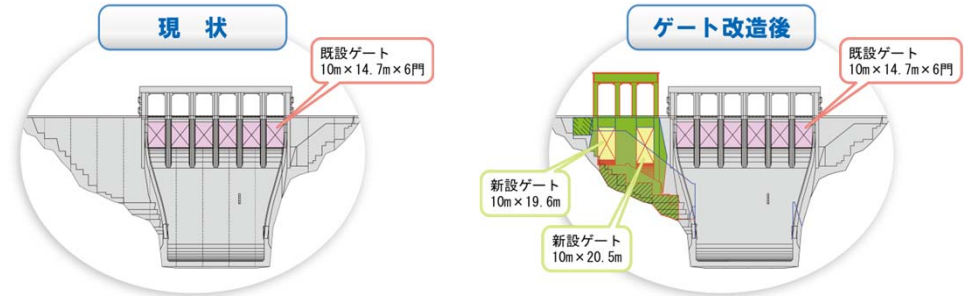 現 状
既設ゲート
10m×14.7m×6門
ゲート改造後
既設ゲート
10m×14.7m×6門
新設ゲート
10m×19.6m
新設ゲート
10m×20.5m